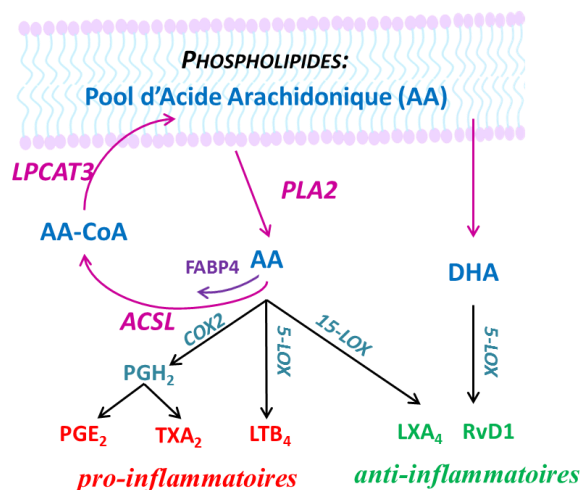 PHOSPHOLIPIDES:
Pool d'Acide Arachidonique (AA)
LPCAT3
PLA2
AA-CoA
FABP4
AA
DHA
ACSL
COX2
5-LOX
15-LOX
5-LOX
PGH2
PGE2
TXA2
LTB4
LXA4
RvD1
pro-inflammatoires
anti-inflammatoires